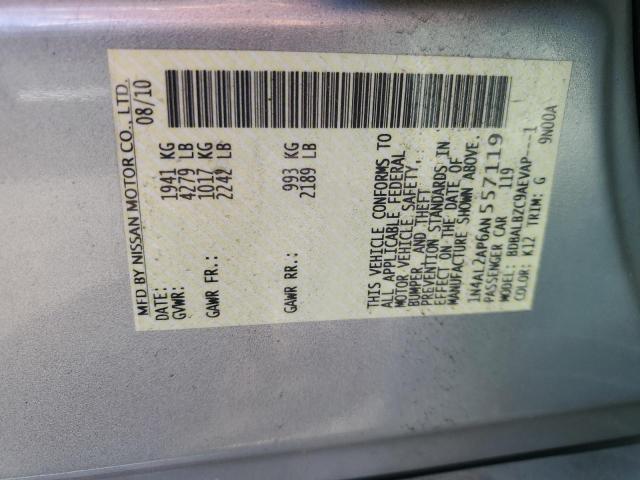 MFD BY NISSAN MOTOR CO., LTD.
DATE: 08/10
GVWR: 1941 KG
4279 LB
GAWR FR: 1017 KG
2242 LB
GAWR RR: 993 KG
2189 LB
THIS VEHICLE CONFORMS TO
ALL APPLICABLE FEDERAL
MOTOR VEHICLE SAFETY,
BUMPER, AND THEFT
PREVENTION STANDARDS IN
EFFECT ON THE DATE OF
MANUFACTURE SHOWN ABOVE.
1N4AL2AP6AN557119
PASSENGER CAR 119
MODEL: BDBALBZC9AEVAP---1
COLOR: K12 TRIM: G 9N00A